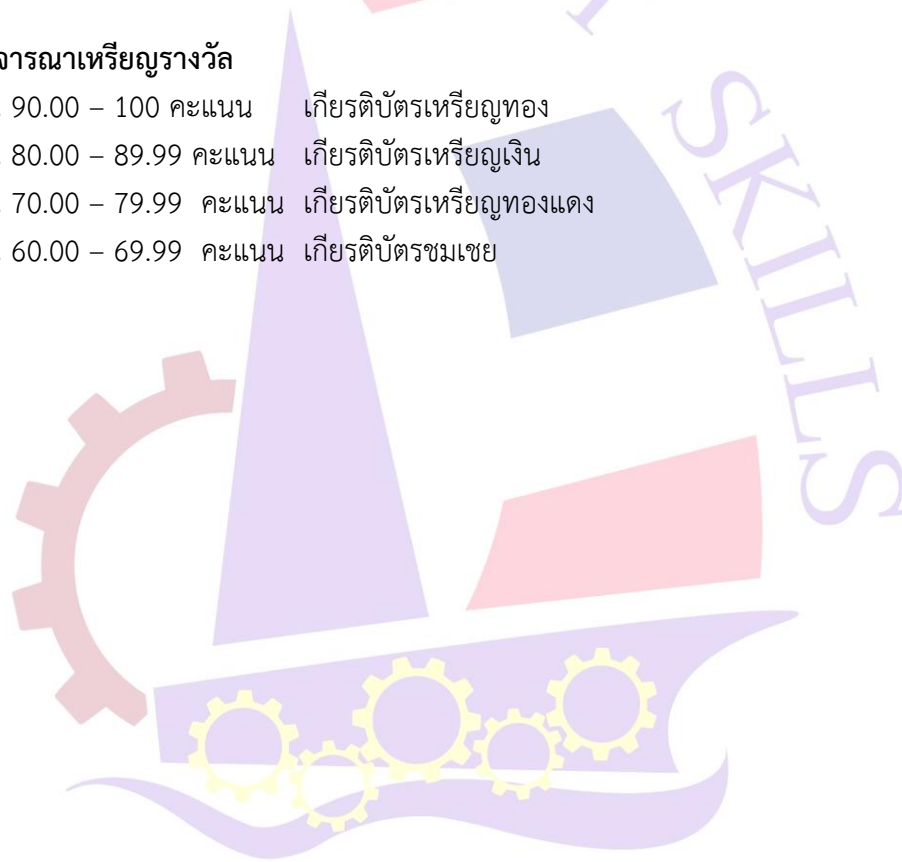 จารณาเหรียญรางวัล
. 90.00 – 100 คะแนน เกียรติบัตรเหรียญทอง
. 80.00 – 89.99 คะแนน เกียรติบัตรเหรียญเงิน
. 70.00 – 79.99 คะแนน เกียรติบัตรเหรียญทองแดง
. 60.00 – 69.99 คะแนน เกียรติบัตรชมเชย
SKILLS